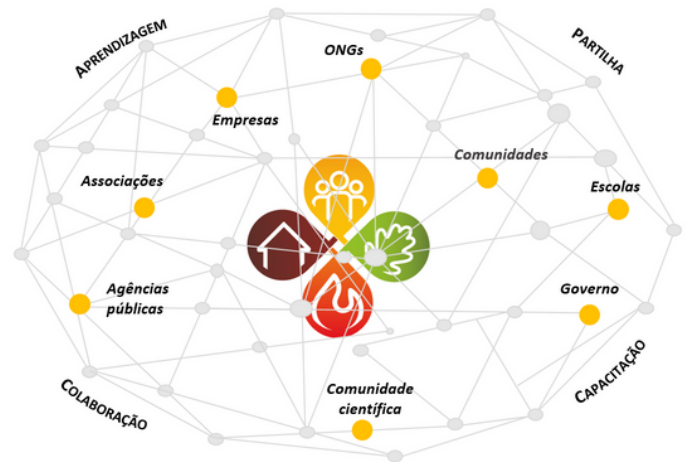 APRENDIZAGEM
PARTILHA
ONGs
Empresas
Comunidades
Associações
Escolas
Agências
públicas
Governo
Comunidade
científica
COLABORAÇÃO
CAPACITAÇÃO